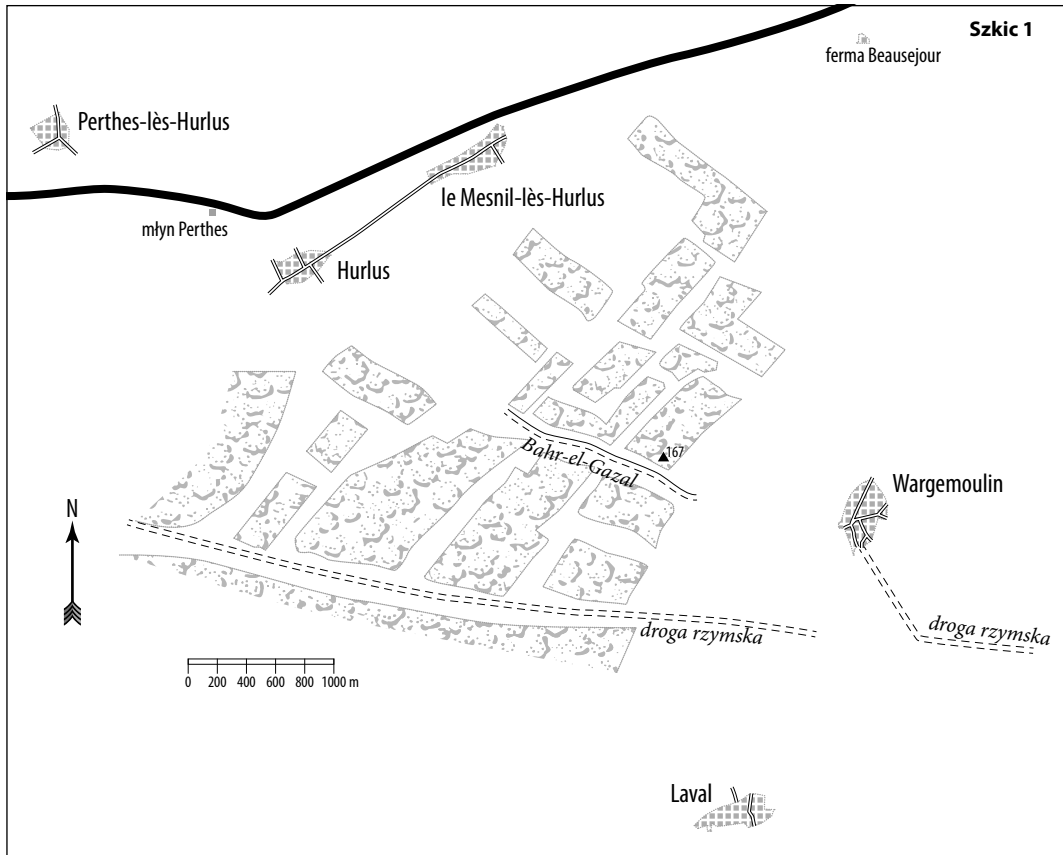 Szkic 1
ferma Beausejour
Perthes-lès-Hurlus
le Mesnil-lès-Hurlus
młyn Perthes
Hurlus
Bahr-el-Gazal
167
Wargemoulin
N
droga rzymska
droga rzymska
0 200 400 600 800 1000 m
Laval